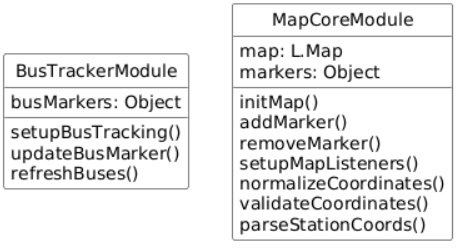 BusTrackerModule
busMarkers: Object
setupBusTracking()
updateBusMarker()
refreshBuses()
MapCoreModule
map: L.Map
markers: Object
initMap()
addMarker()
removeMarker()
setupMapListeners()
normalizeCoordinates()
validateCoordinates()
parseStationCoords()